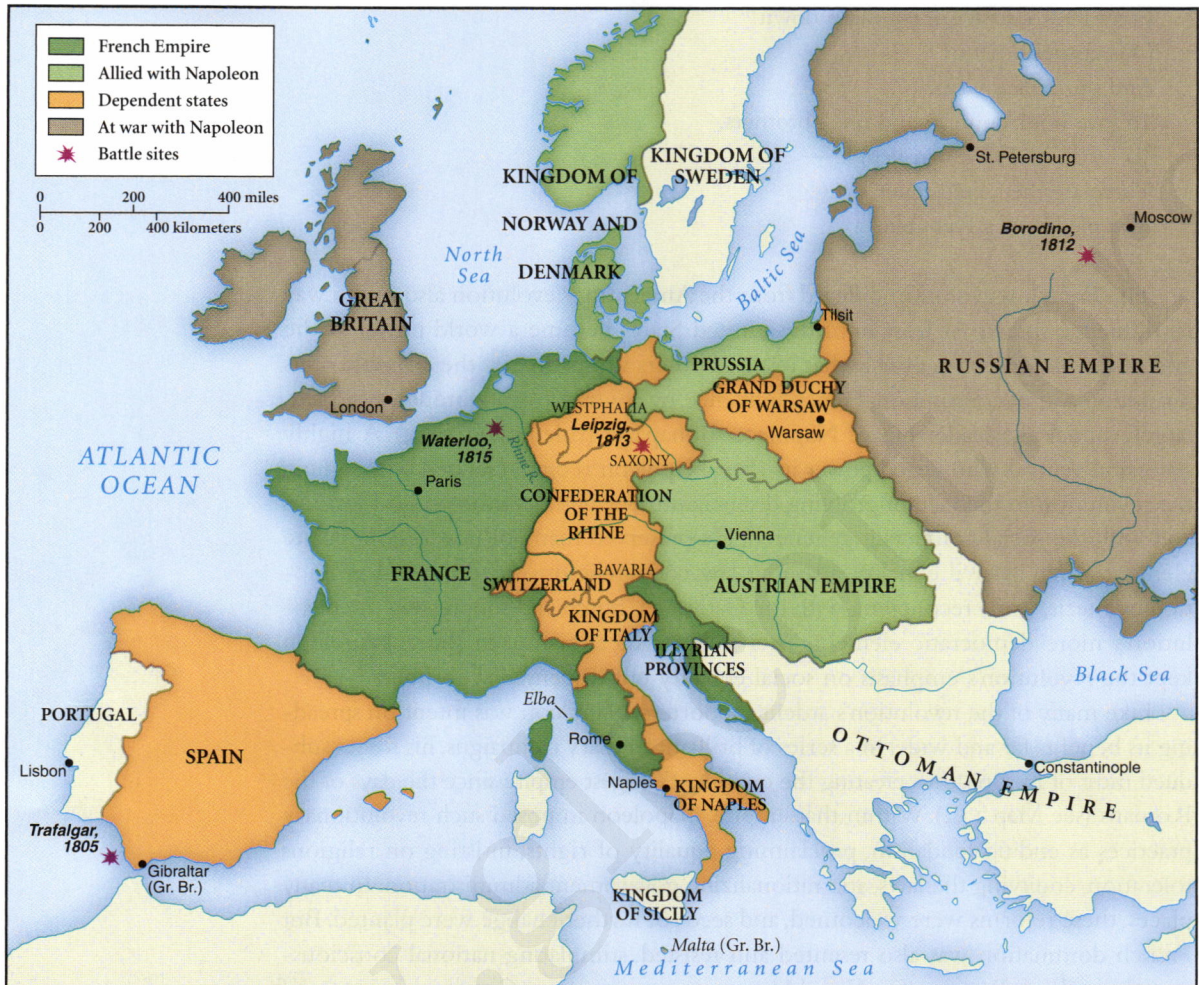 French Empire
Allied with Napoleon
Dependent states
At war with Napoleon
Battle sites
0 200 400 miles
0 200 400 kilometers
KINGDOM OF
NORWAY AND
DENMARK
KINGDOM OF
SWEDEN
St. Petersburg
Moscow
Borodino,
1812
North
Sea
Baltic Sea
GREAT
BRITAIN
London
Tilsit
RUSSIAN EMPIRE
PRUSSIA
GRAND DUCHY
OF WARSAW
Warsaw
WESTPHALIA
Leipzig,
1813
SAXONY
Waterloo,
1815
Rhine R.
ATLANTIC
OCEAN
Paris
CONFEDERATION
OF THE
RHINE
Vienna
FRANCE
SWITZERLAND
BAVARIA
AUSTRIAN EMPIRE
KINGDOM
OF ITALY
ILLYRIAN
PROVINCES
Black Sea
Elba
PORTUGAL
SPAIN
Lisbon
Rome
Naples
KINGDOM
OF NAPLES
OTTOMAN EMPIRE
Constantinople
Trafalgar,
1805
Gibraltar
(Gr. Br.)
KINGDOM
OF SICILY
Malta (Gr. Br.)
Mediterranean Sea